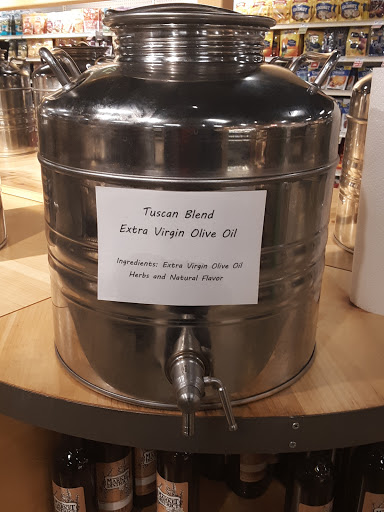 Tuscan Blend
Extra Virgin Olive Oil
Ingredients: Extra Virgin Olive Oil
Herbs and Natural Flavor